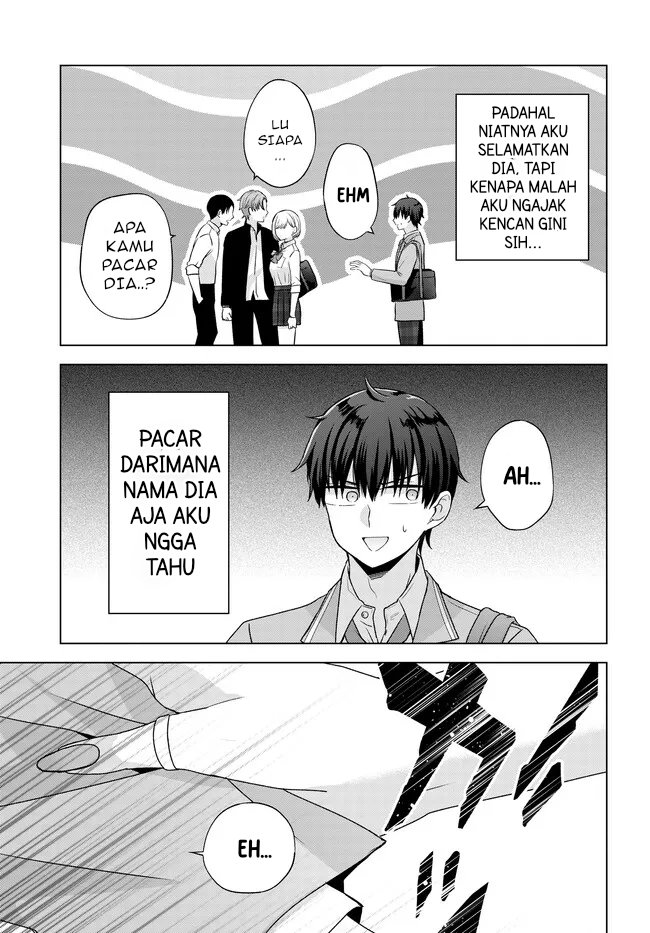 PADAHAL
NIATNYA AKU
SELAMATKAN
DIA, TAPI
KENAPA MALAH
AKU NGAJAK
KENCAN GINI
SIH...
EHM
LU
SIAPA
...
APA
KAMU
PACAR
DIA..?
AH...
PACAR
DARIMANA
NAMA DIA
AJA AKU
NGGA
TAHU
EH...